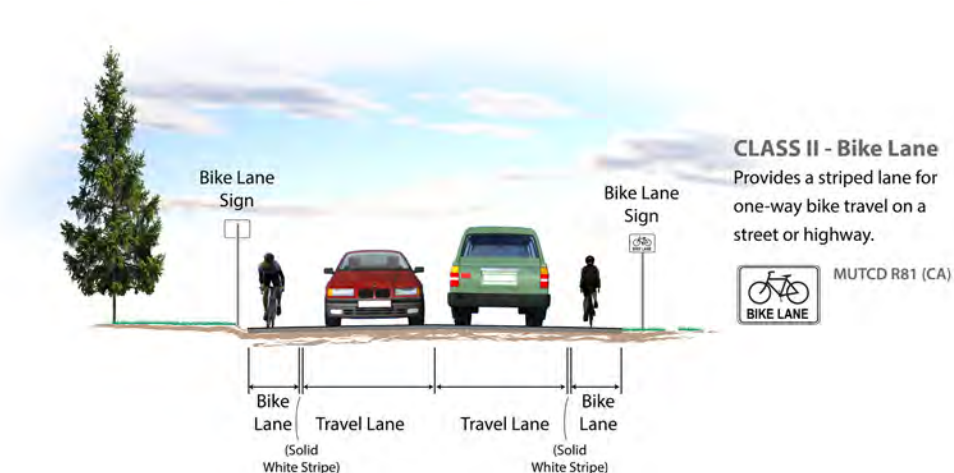 CLASS II - Bike Lane
Provides a striped lane for
one-way bike travel on a
street or highway.
MUTCD R81 (CA)
BIKE LANE
Bike Lane
Sign
Bike Lane
Sign
BIKE LANE
Bike
Lane
(Solid
White Stripe)
Travel Lane
Travel Lane
(Solid
White Stripe)
Bike
Lane